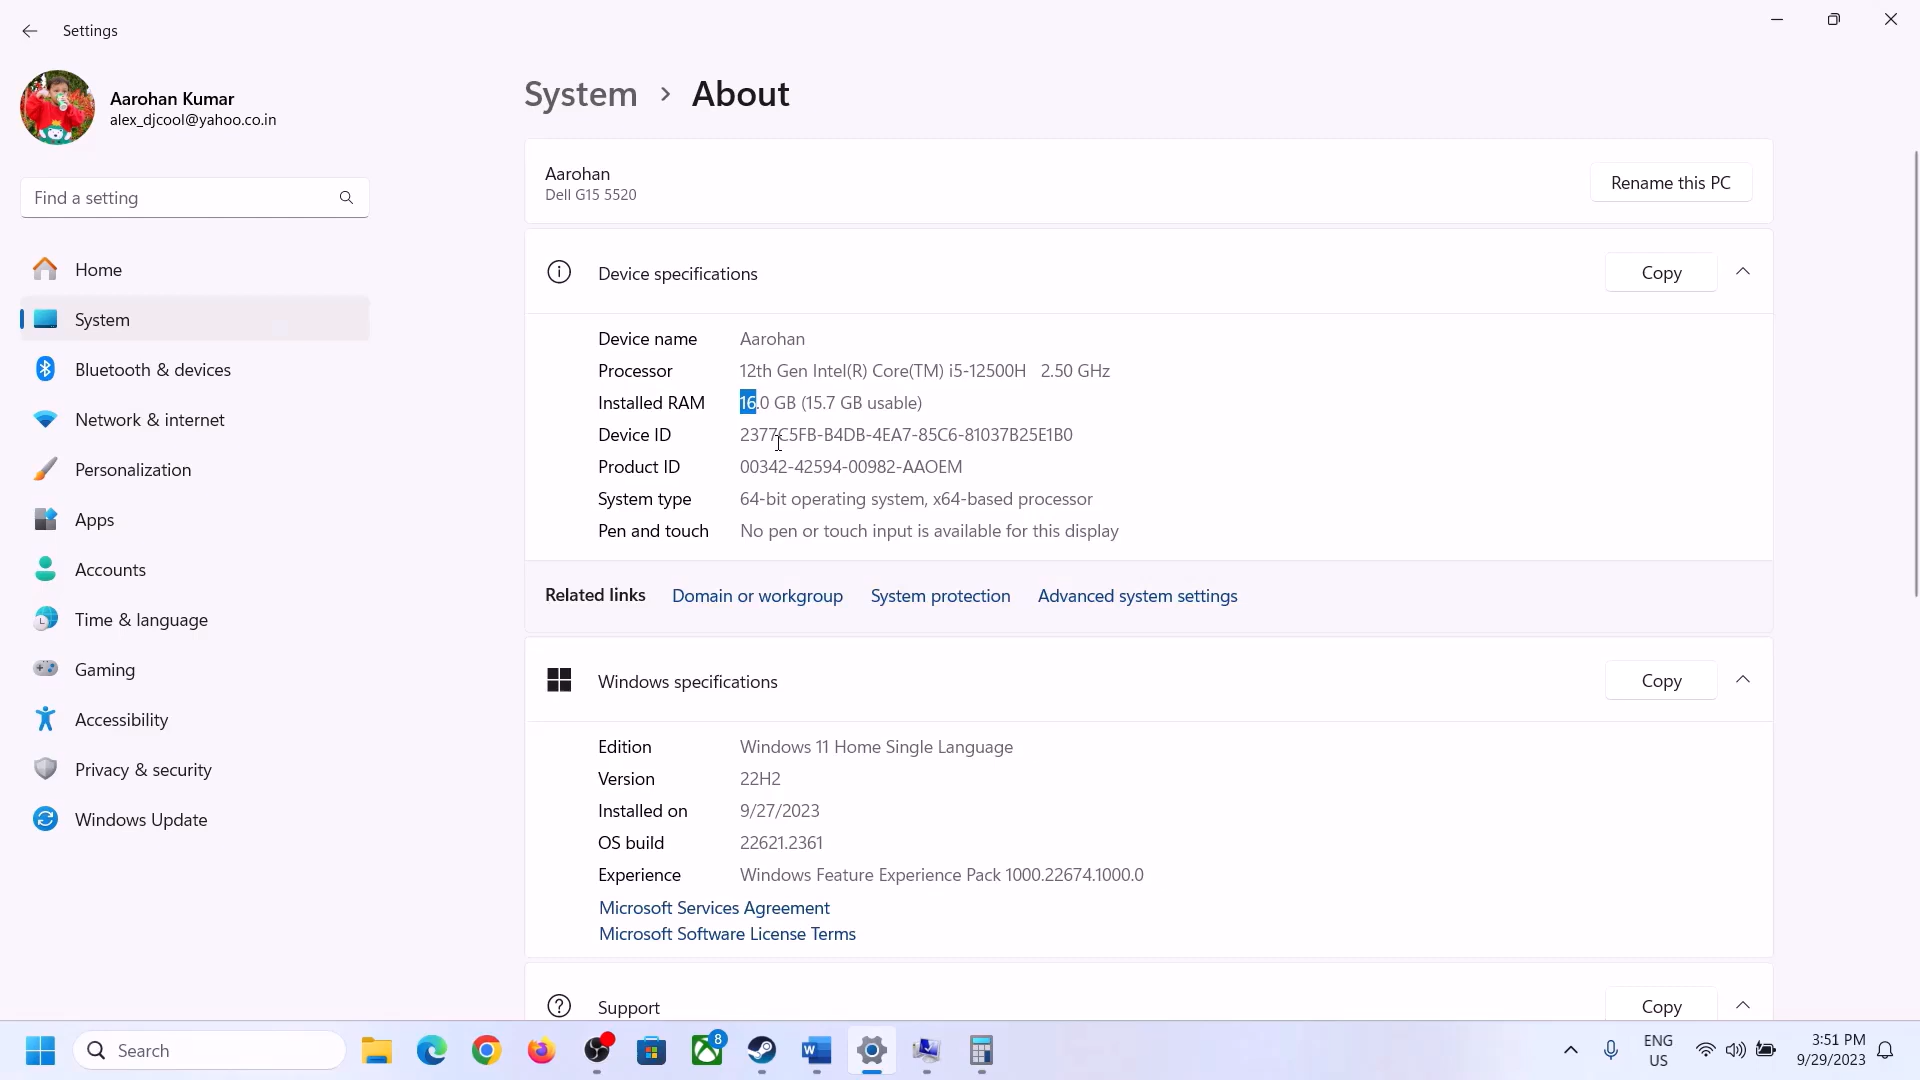 Settings
Aarohan Kumar
alex_djcool@yahoo.co.in
Find a setting
Home
System
Bluetooth & devices
Network & internet
Personalization
Apps
Accounts
Time & language
Gaming
Accessibility
Privacy & security
Windows Update
System > About
Aarohan
Dell G15 5520
Rename this PC
Device specifications
Copy
Device name Aarohan
Processor 12th Gen Intel(R) Core(TM) i5-12500H 2.50 GHz
Installed RAM 16.0 GB (15.7 GB usable)
Device ID 2377C5FB-B4DB-4EA7-85C6-81037B25E1B0
Product ID 00342-42594-00982-AAOEM
System type 64-bit operating system, x64-based processor
Pen and touch No pen or touch input is available for this display
Related links Domain or workgroup System protection Advanced system settings
Windows specifications
Copy
Edition Windows 11 Home Single Language
Version 22H2
Installed on 9/27/2023
OS build 22621.2361
Experience Windows Feature Experience Pack 1000.22674.1000.0
Microsoft Services Agreement
Microsoft Software License Terms
Support
Copy
Search
8
ENG
US
3:51 PM
9/29/2023